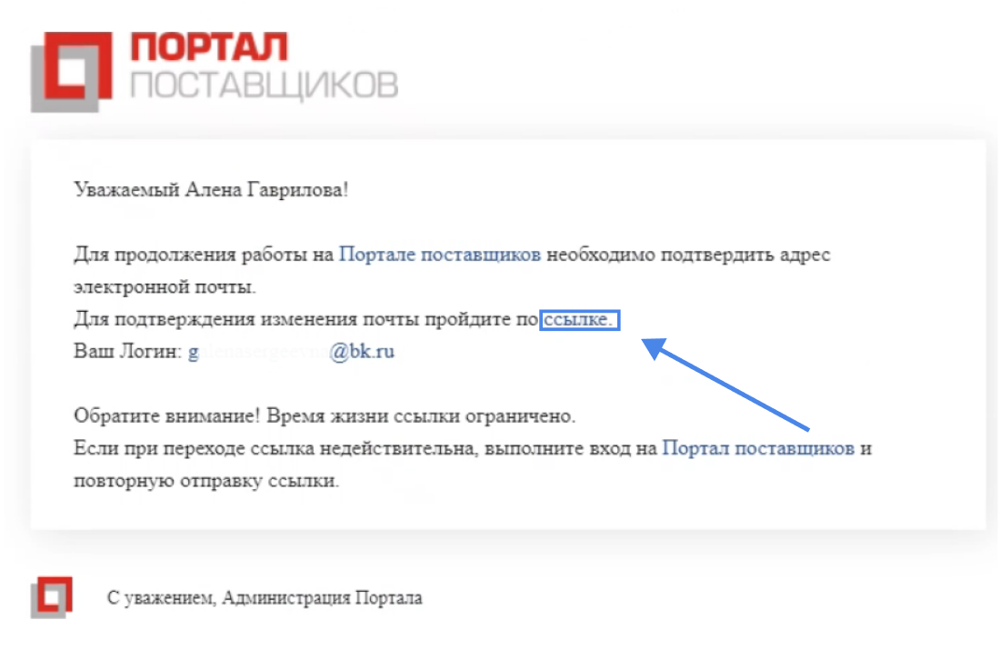 ПОРТАЛ
ПОСТАВЩИКОВ
Уважаемый Алена Гаврилова!
Для продолжения работы на Портале поставщиков необходимо подтвердить адрес
электронной почты.
Для подтверждения изменения почты пройдите по ссылке.
Ваш Логин: g @bk.ru
Обратите внимание! Время жизни ссылки ограничено.
Если при переходе ссылка недействительна, выполните вход на Портал поставщиков и
повторную отправку ссылки.
С уважением, Администрация Портала